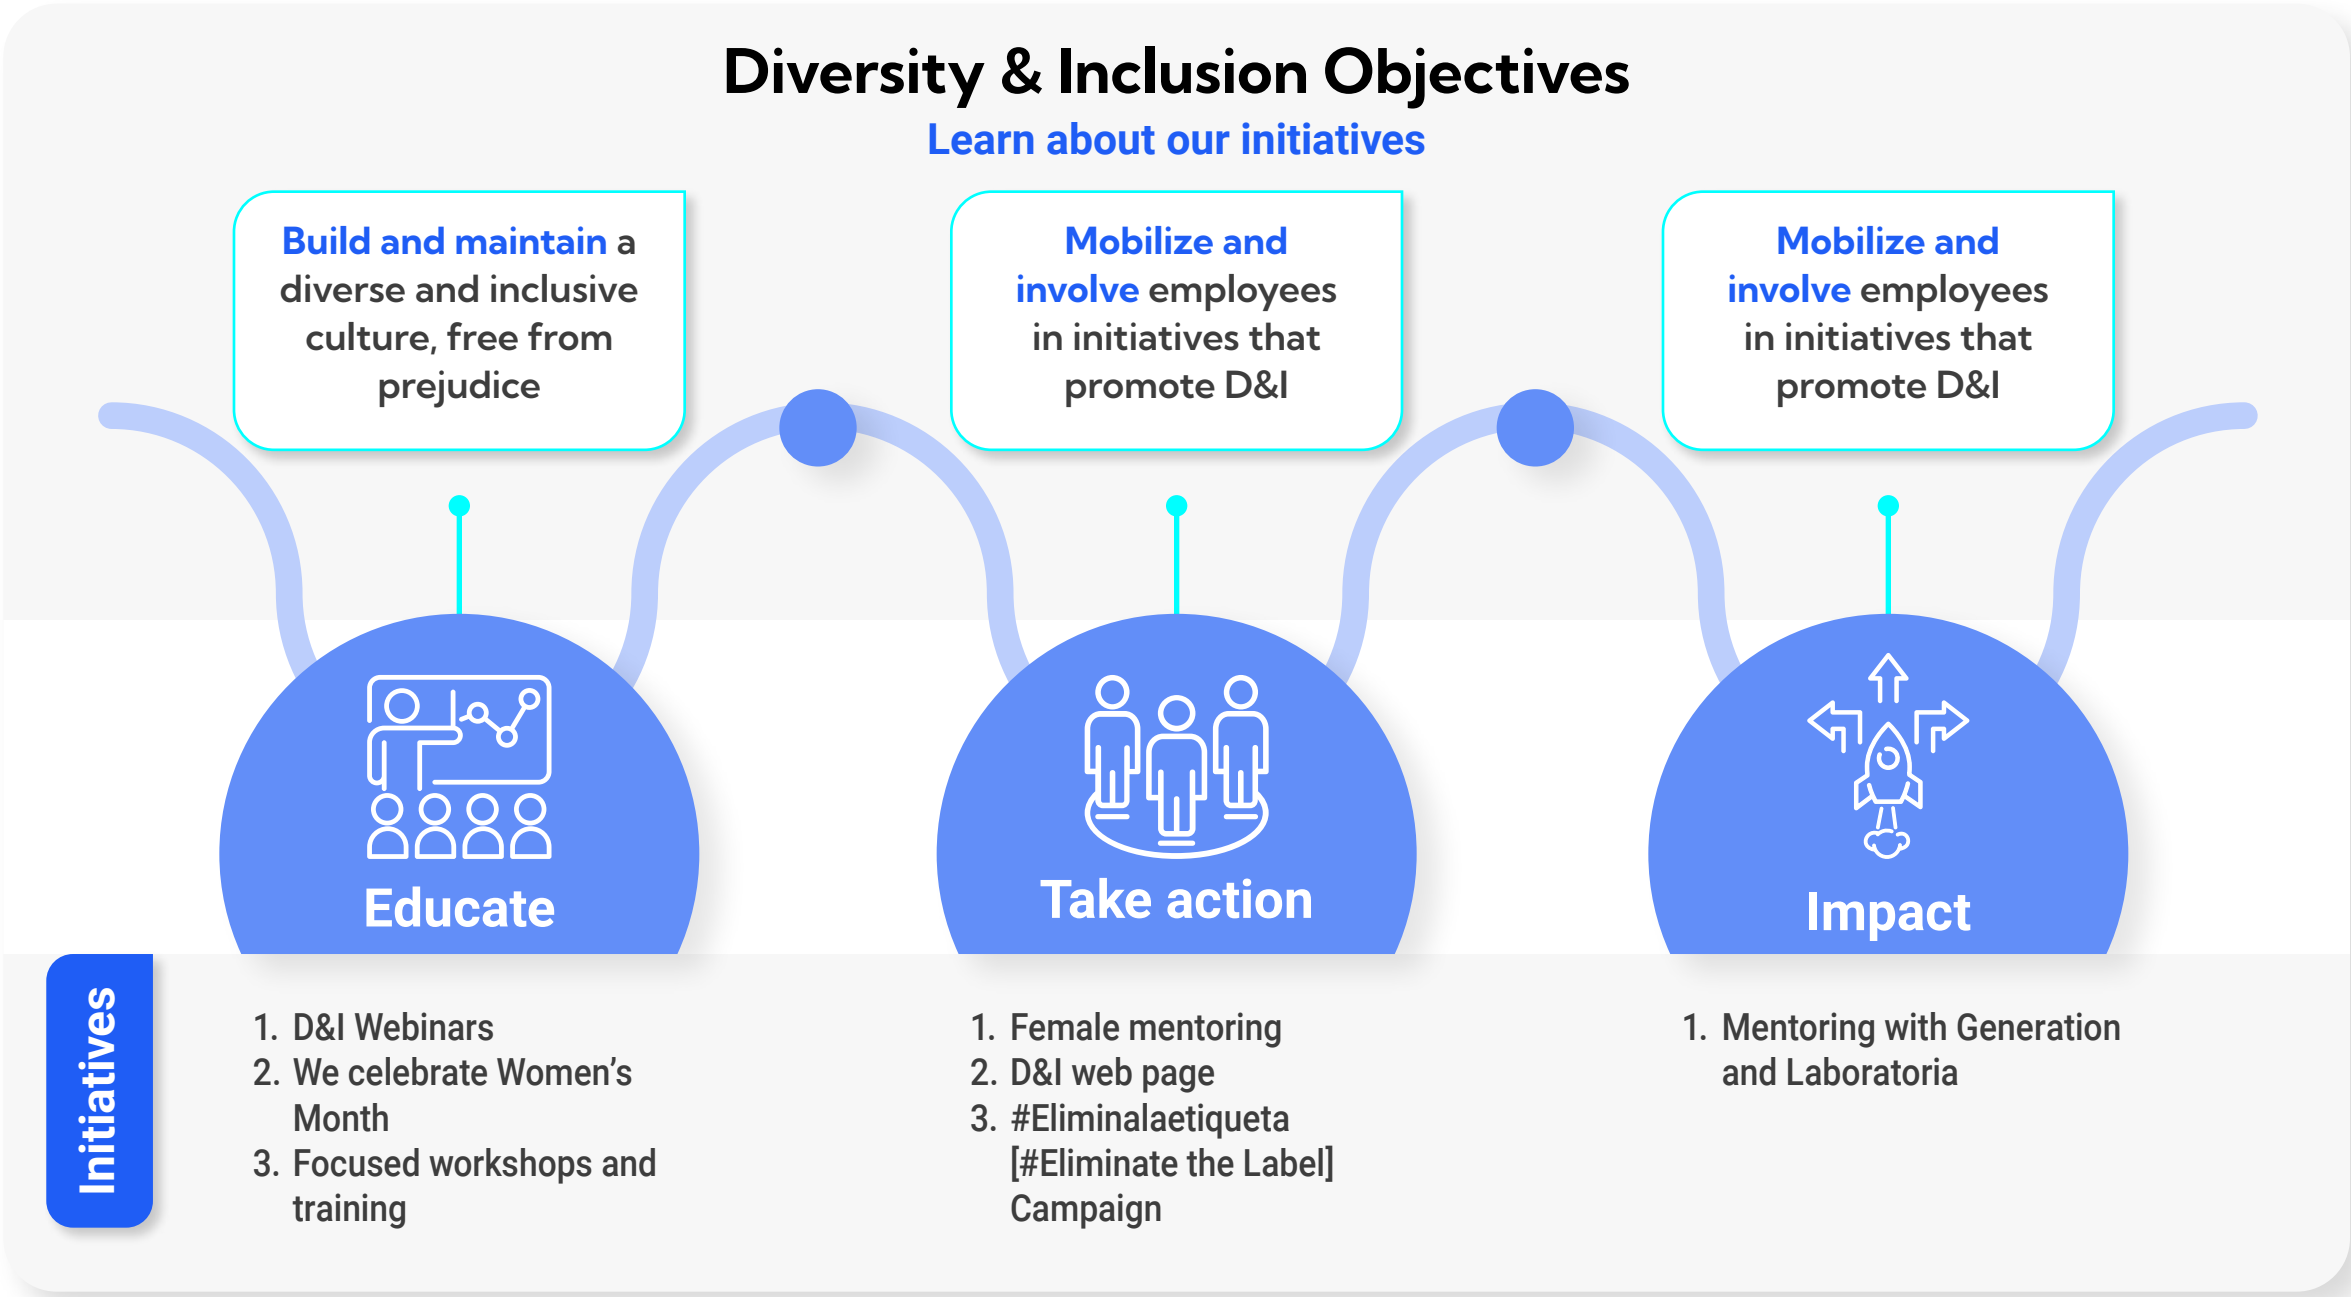 Diversity & Inclusion Objectives
Learn about our initiatives
Build and maintain a
diverse and inclusive
culture, free from
prejudice
Mobilize and
involve employees
in initiatives that
promote D&I
Mobilize and
involve employees
in initiatives that
promote D&I
Educate
Take action
Impact
Initiatives
1. D&I Webinars
2. We celebrate Women’s
Month
3. Focused workshops and
training
1. Female mentoring
2. D&I web page
3. #Eliminalaetiqueta
[#Eliminate the Label]
Campaign
1. Mentoring with Generation
and Laboratoria